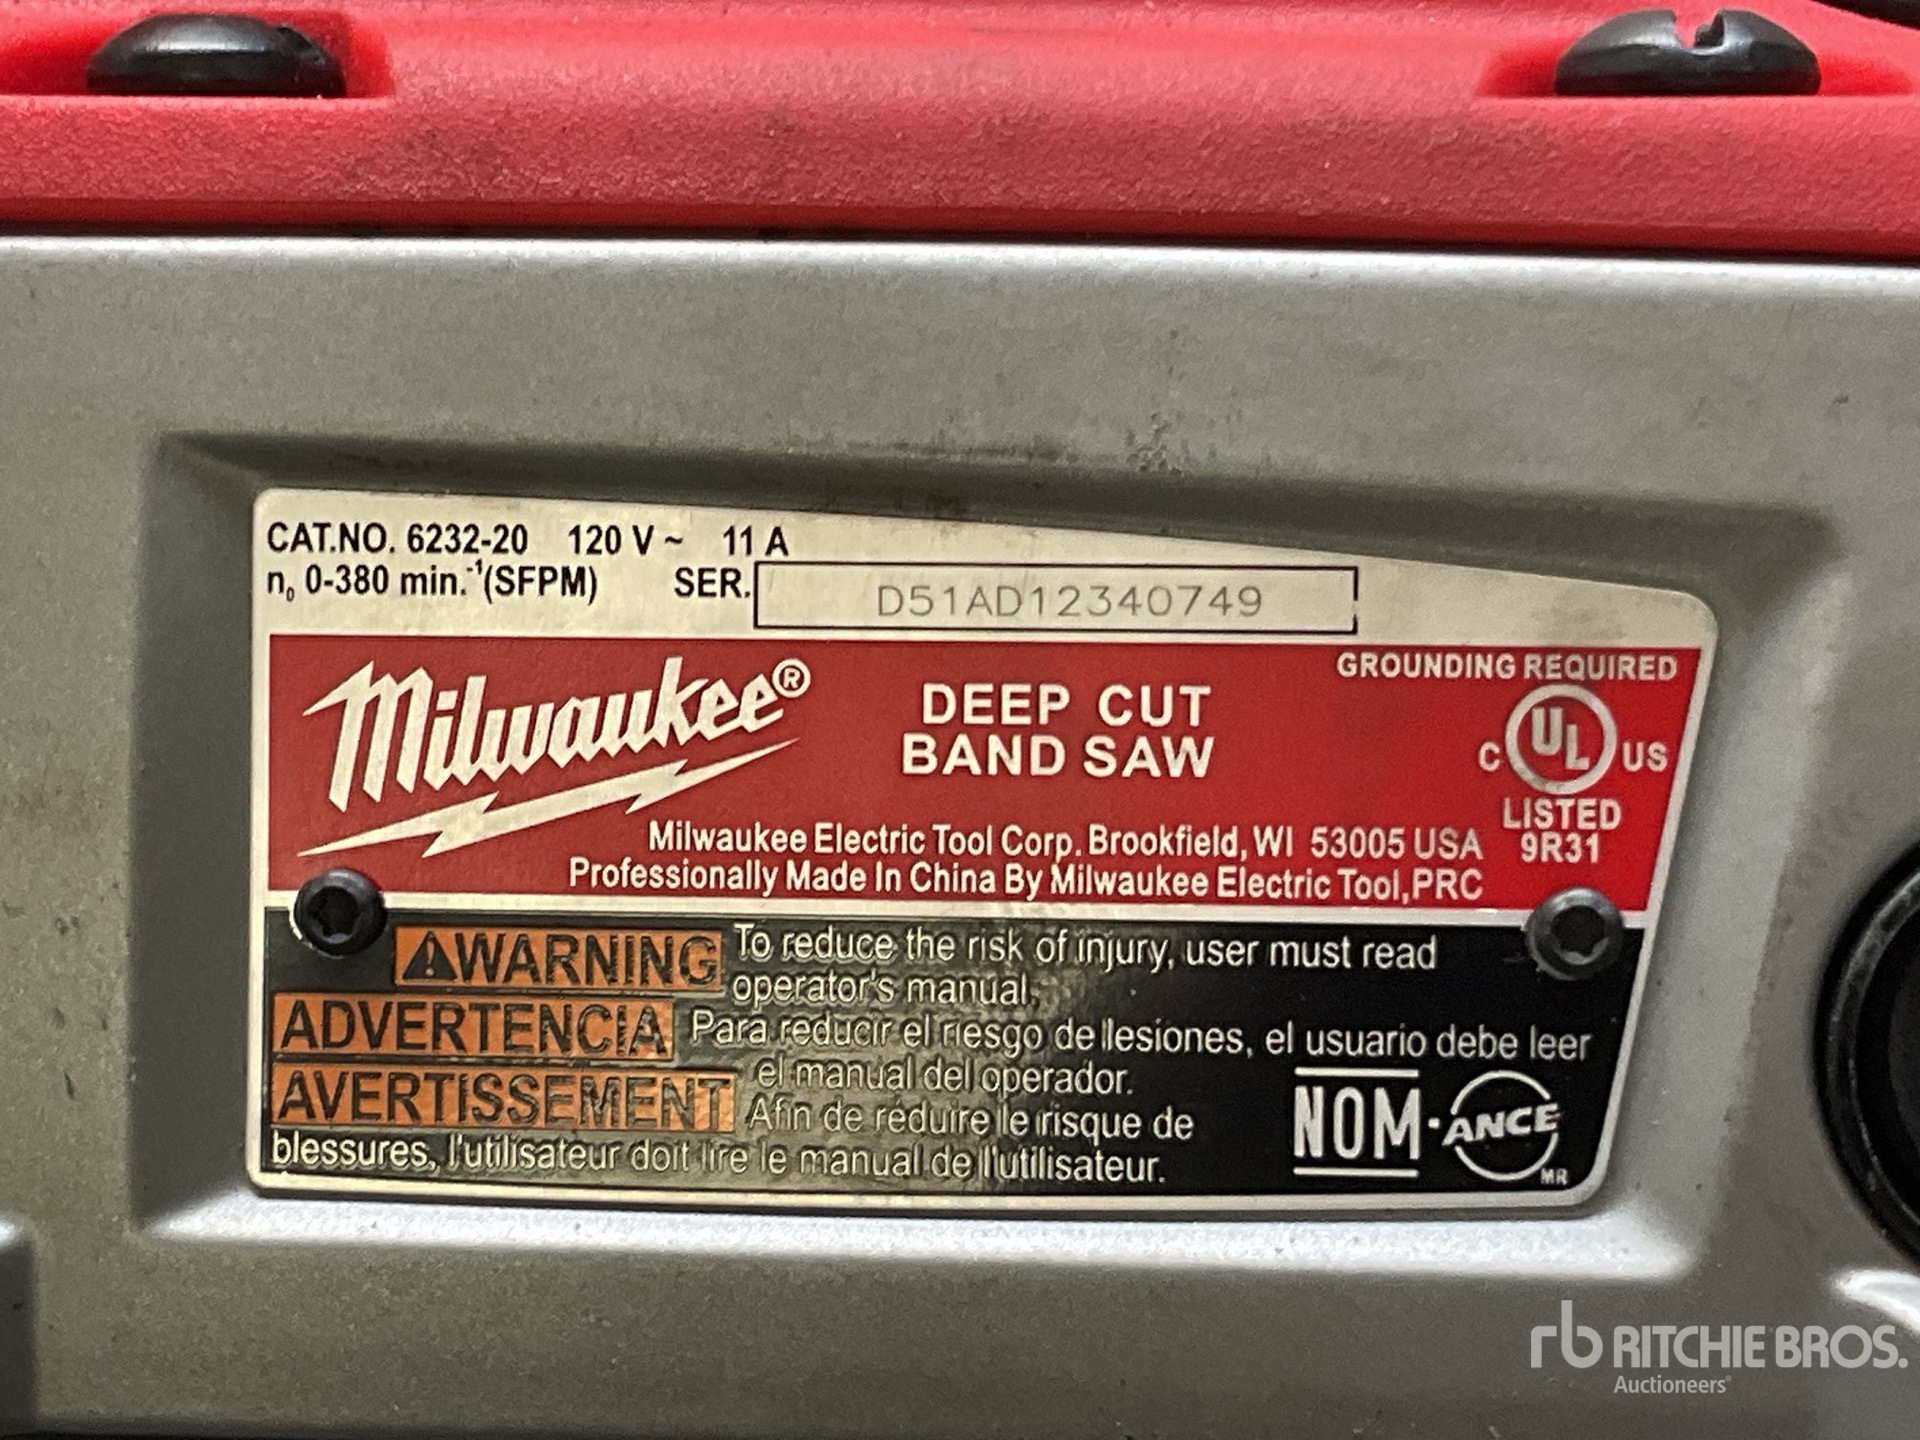 CAT.NO. 6232-20 120 V ~ 11 A
n₀ 0-380 min.⁻¹(SFPM) SER. D51AD12340749
Milwaukee®
DEEP CUT
BAND SAW
GROUNDING REQUIRED
C UL US
LISTED
9R31
Milwaukee Electric Tool Corp. Brookfield, WI 53005 USA
Professionally Made In China By Milwaukee Electric Tool,PRC
⚠WARNING To reduce the risk of injury, user must read
operator's manual.
ADVERTENCIA Para reducir el riesgo de lesiones, el usuario debe leer
el manual del operador.
AVERTISSEMENT Afin de réduire le risque de
blessures, l'utilisateur doit lire le manual de l'utilisateur.
NOM·ANCE
MR
rb RITCHIE BROS.
Auctioneers®